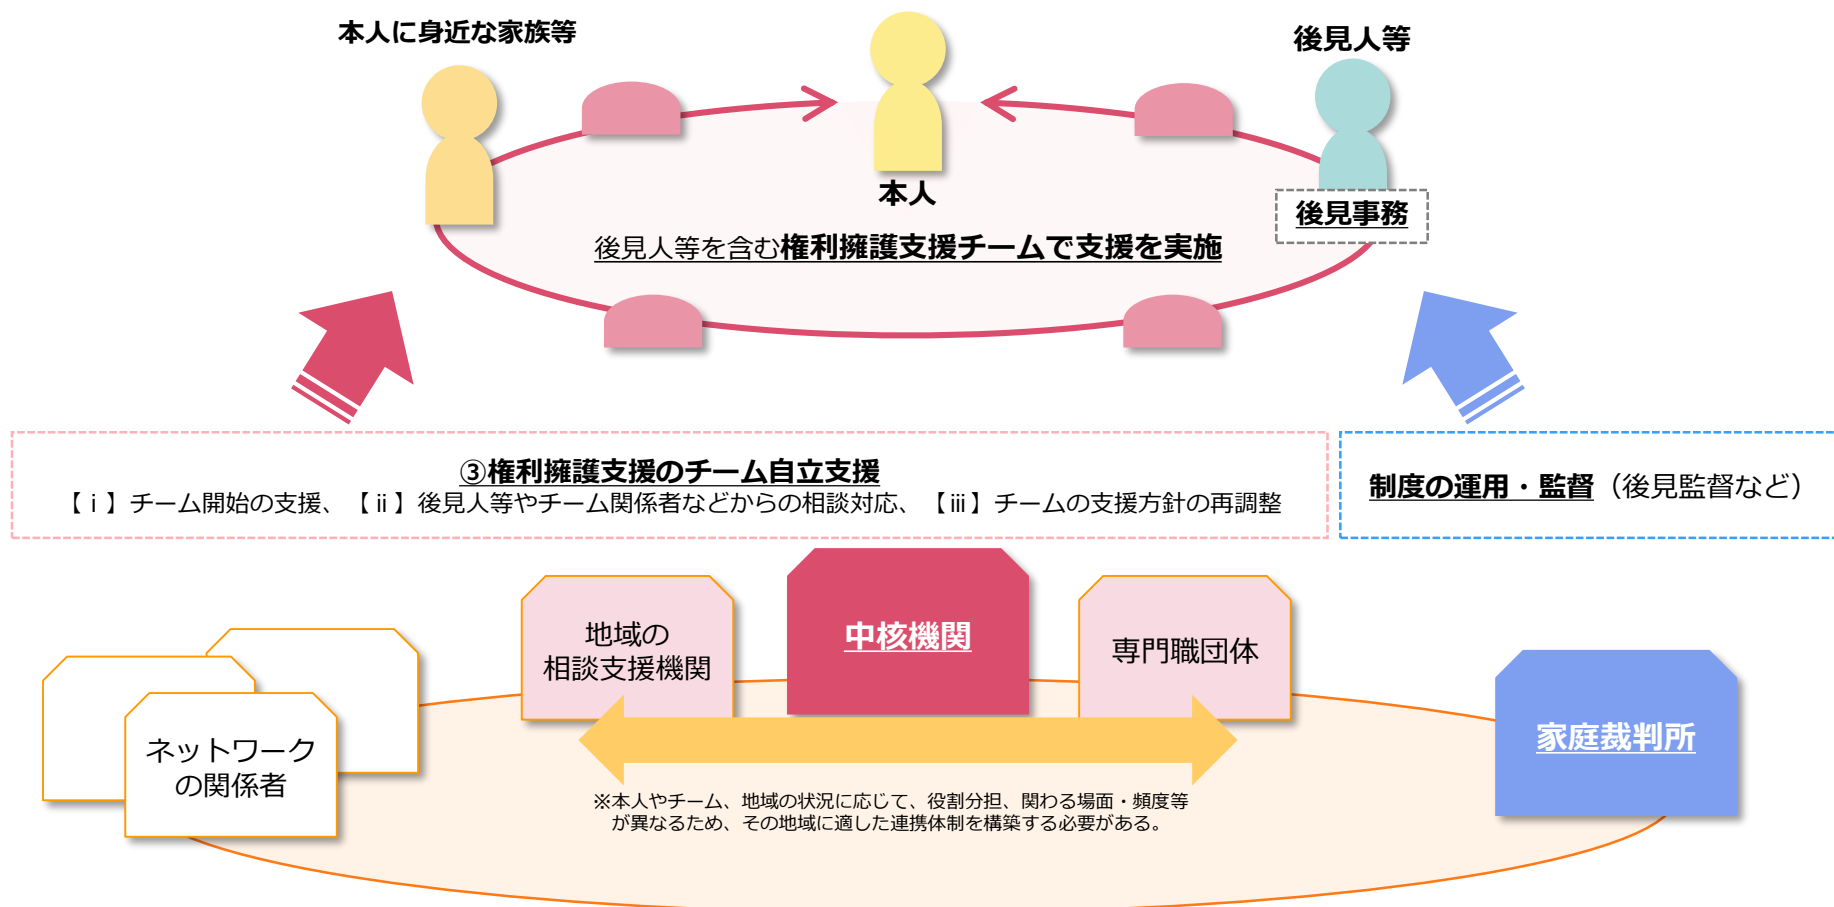 本人に身近な家族等
後見人等
本人
後見事務
後見人等を含む権利擁護支援チームで支援を実施
③権利擁護支援のチーム自立支援
【ⅰ】チーム開始の支援、【ⅱ】後見人等やチーム関係者などからの相談対応、【ⅲ】チームの支援方針の再調整
制度の運用・監督（後見監督など）
地域の
相談支援機関
中核機関
専門職団体
家庭裁判所
ネットワーク
の関係者
※本人やチーム、地域の状況に応じて、役割分担、関わる場面・頻度等
が異なるため、その地域に適した連携体制を構築する必要がある。